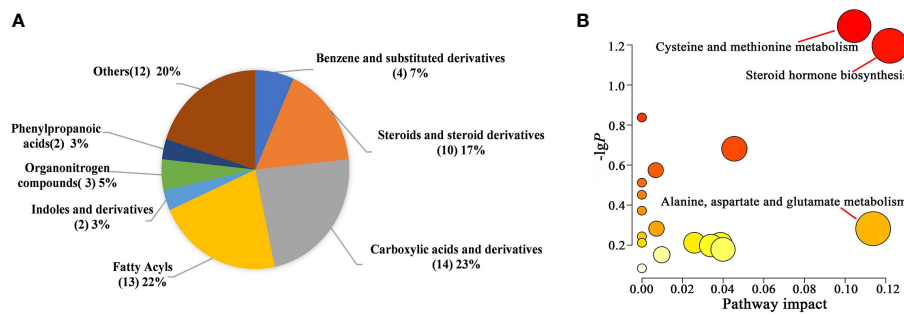 A
Benzene and substituted derivatives
(4) 7%
Others(12) 20%
Steroids and steroid derivatives
(10) 17%
Phenylpropanoic
acids(2) 3%
Organonitrogen
compounds( 3) 5%
Indoles and derivatives
(2) 3%
Carboxylic acids and derivatives
(14) 23%
Fatty Acyls
(13) 22%
B
Cysteine and methionine metabolism
Steroid hormone biosynthesis
Alanine, aspartate and glutamate metabolism
-lgP
1.2
1.0
0.8
0.6
0.4
0.2
0.00 0.02 0.04 0.06 0.08 0.10 0.12
Pathway impact